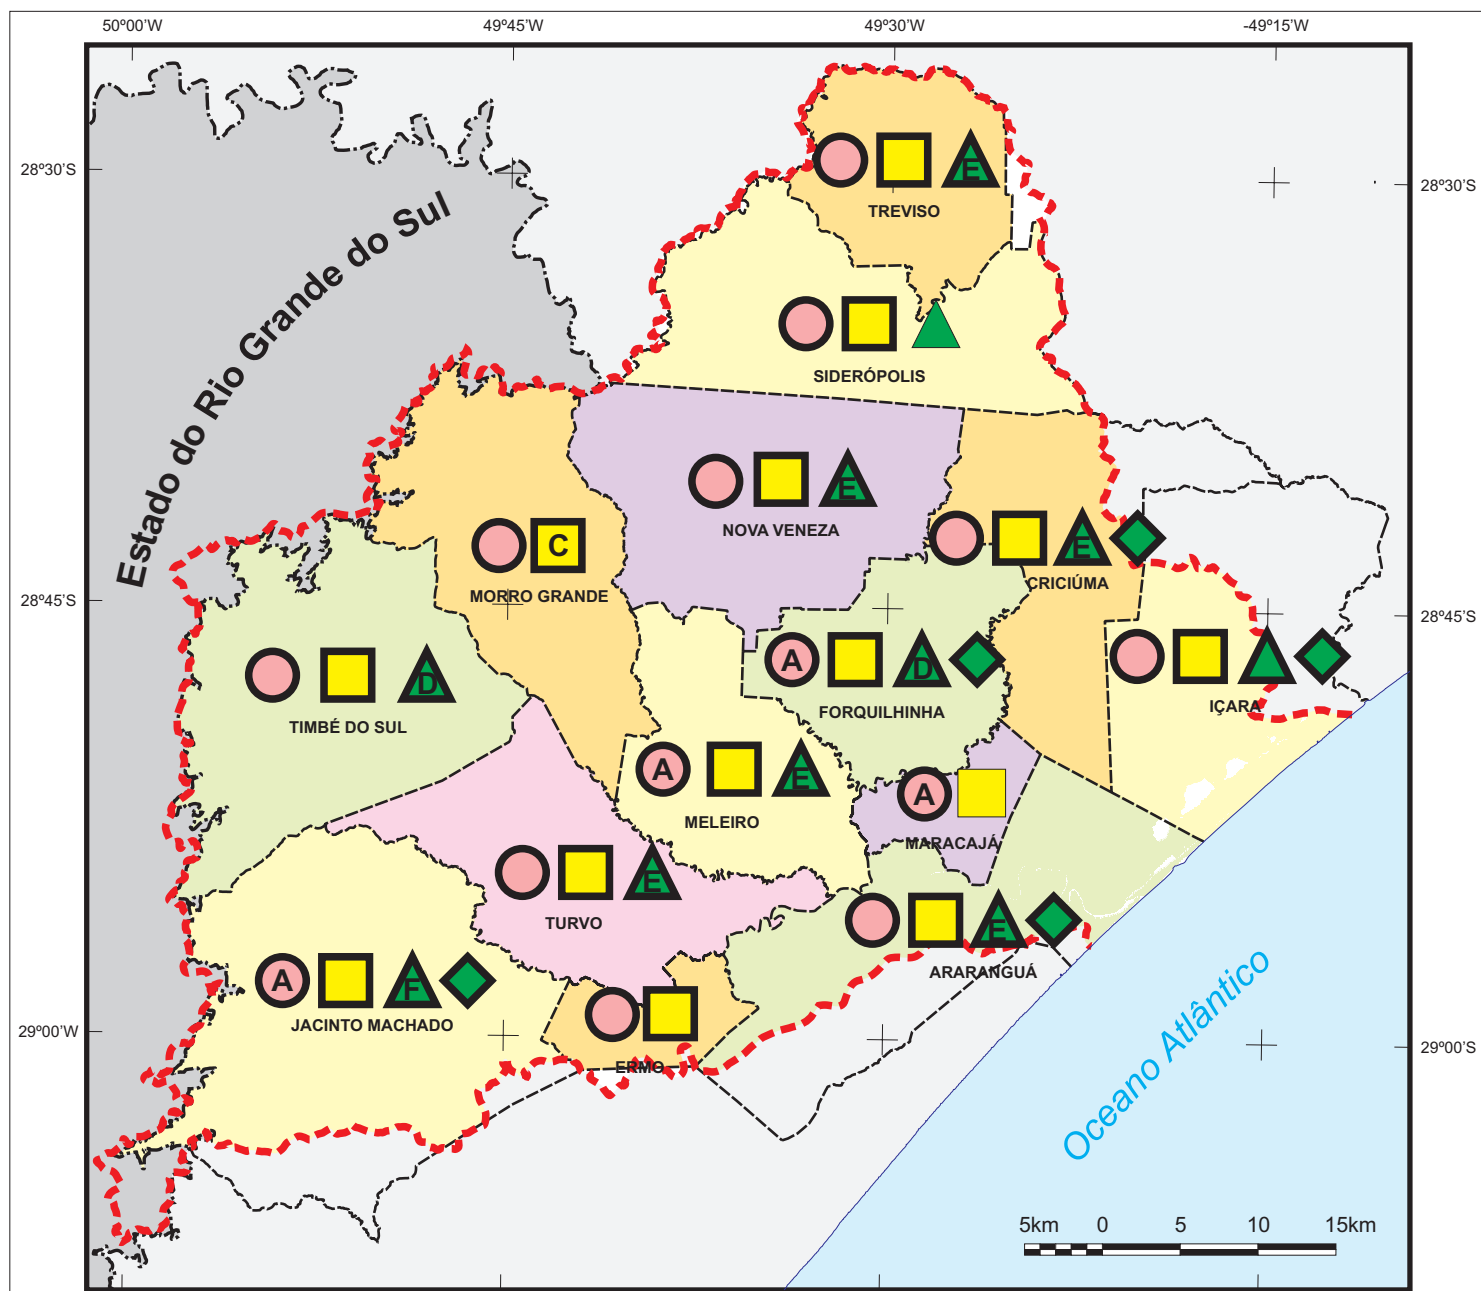 50°00'W 49°45'W 49°30'W -49°15'W
28°30'S
28°30'S
Estado do Rio Grande do Sul
E
TREVISO
SIDERÓPOLIS
E
NOVA VENEZA
C
MORRO GRANDE
E
CRICIÚMA
28°45'S
28°45'S
D
TIMBÉ DO SUL
A D
FORQUILHINHA
IÇARA
A E
MELEIRO
A
MARACAJÁ
E
TURVO
E
ARARANGUÁ
A F
JACINTO MACHADO
ERMO
29°00'W
29°00'S
Oceano Atlântico
5km 0 5 10 15km